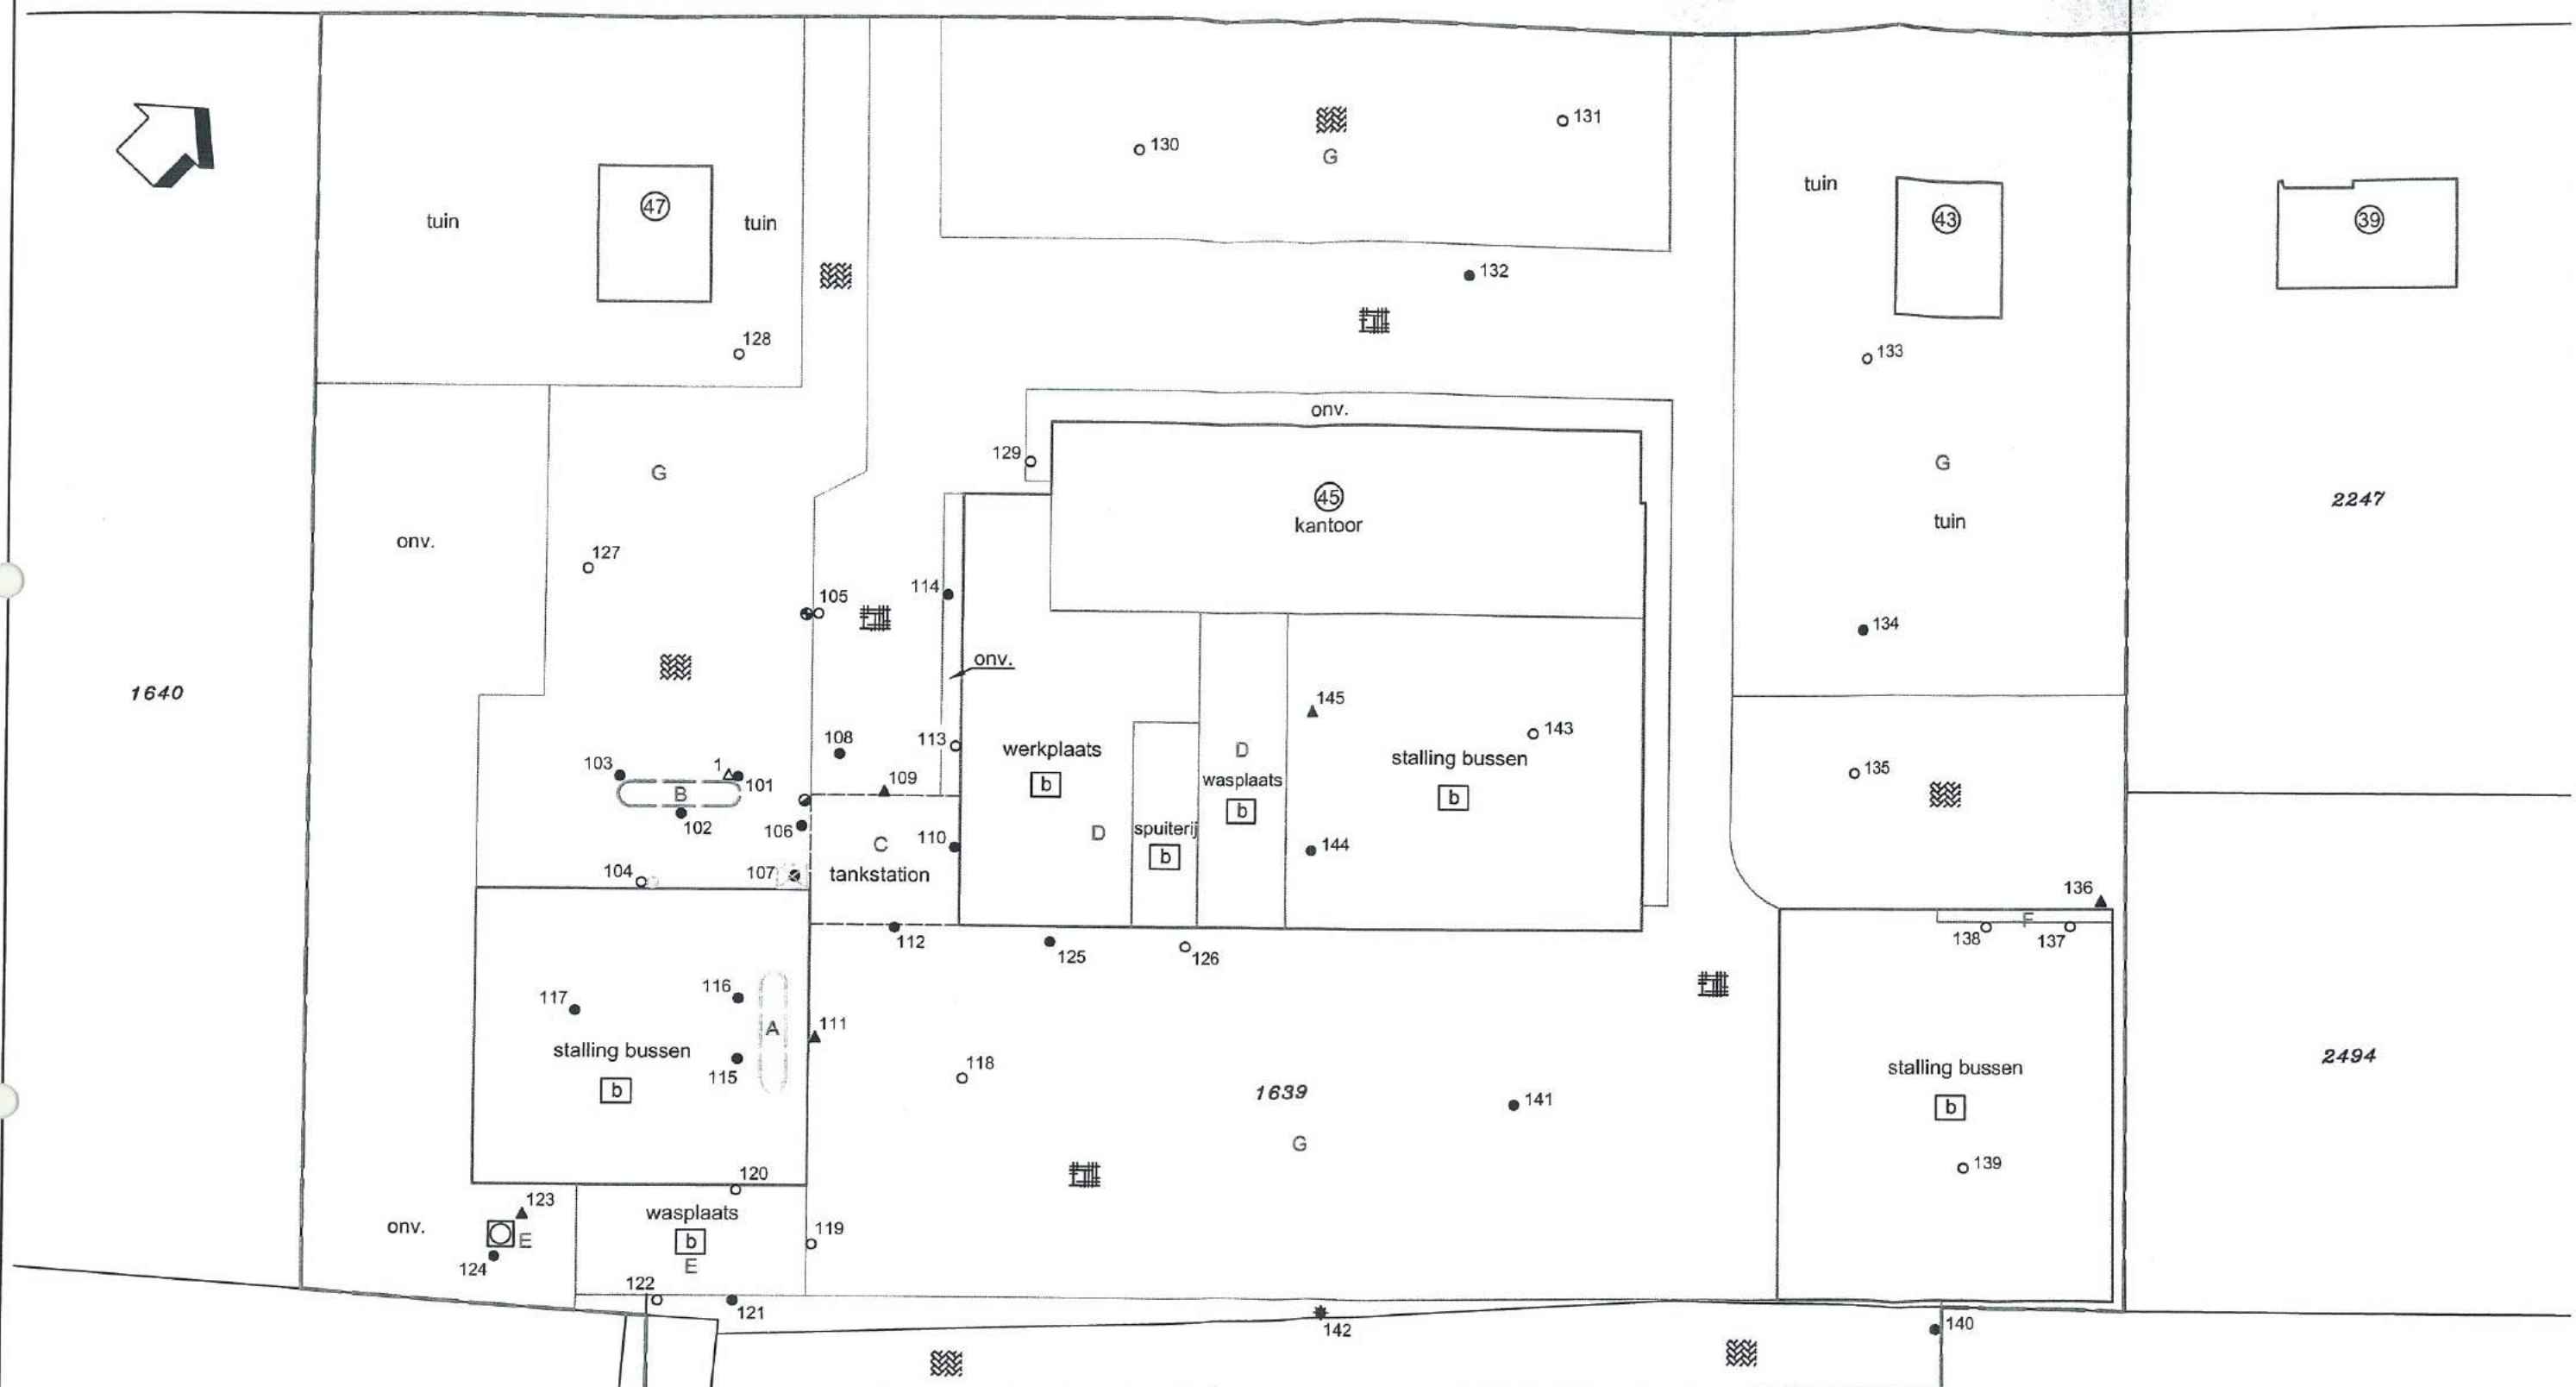 131
130
G
tuin
47
tuin
tuin
43
39
132
128
133
onv.
129
G
45
kantoor
G
tuin
2247
onv.
127
114
105
134
onv.
1640
145
108
113
werkplaats
b
D
D
wasplaats
b
143
stalling bussen
b
135
103
1
101
109
B
102
106
C
110
spuiterij
b
144
104
107
tankstation
136
F
138
137
112
125
126
116
117
A
111
stalling bussen
b
115
118
1639
141
stalling bussen
b
2494
G
139
120
123
wasplaats
b
E
119
onv.
E
124
122
121
142
140